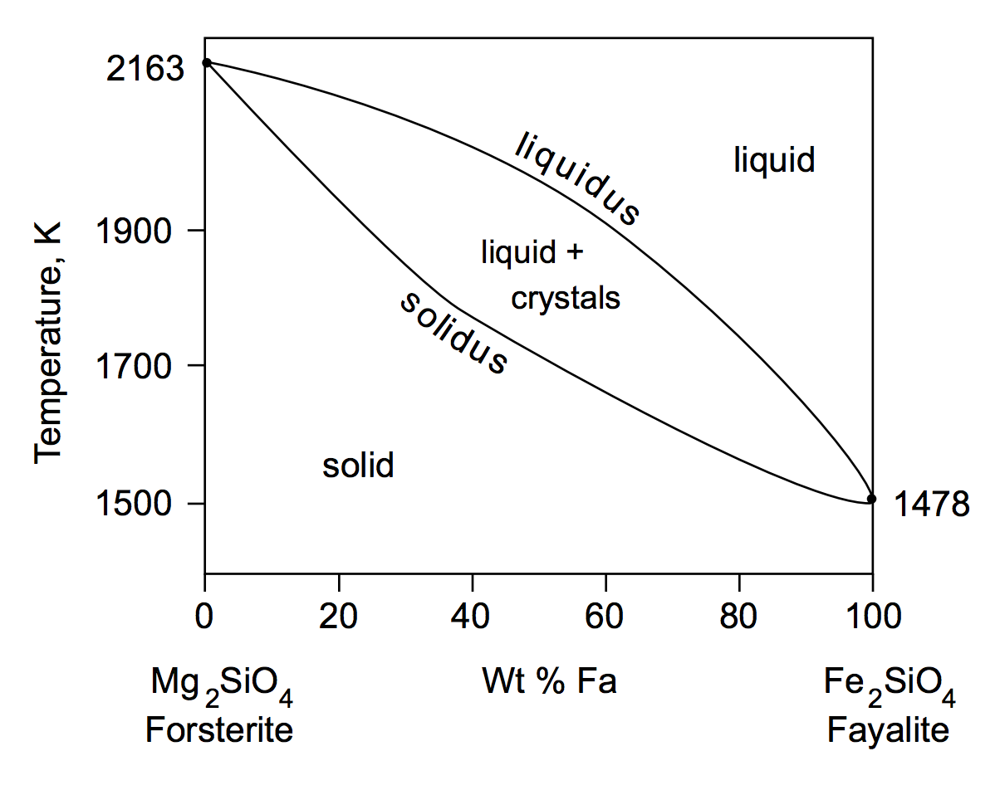 2163
liquidus
liquid
1900
liquid +
crystals
solidus
1700
Temperature, K
solid
1500
1478
0 20 40 60 80 100
Mg2SiO4 Wt % Fa Fe2SiO4
Forsterite Fayalite